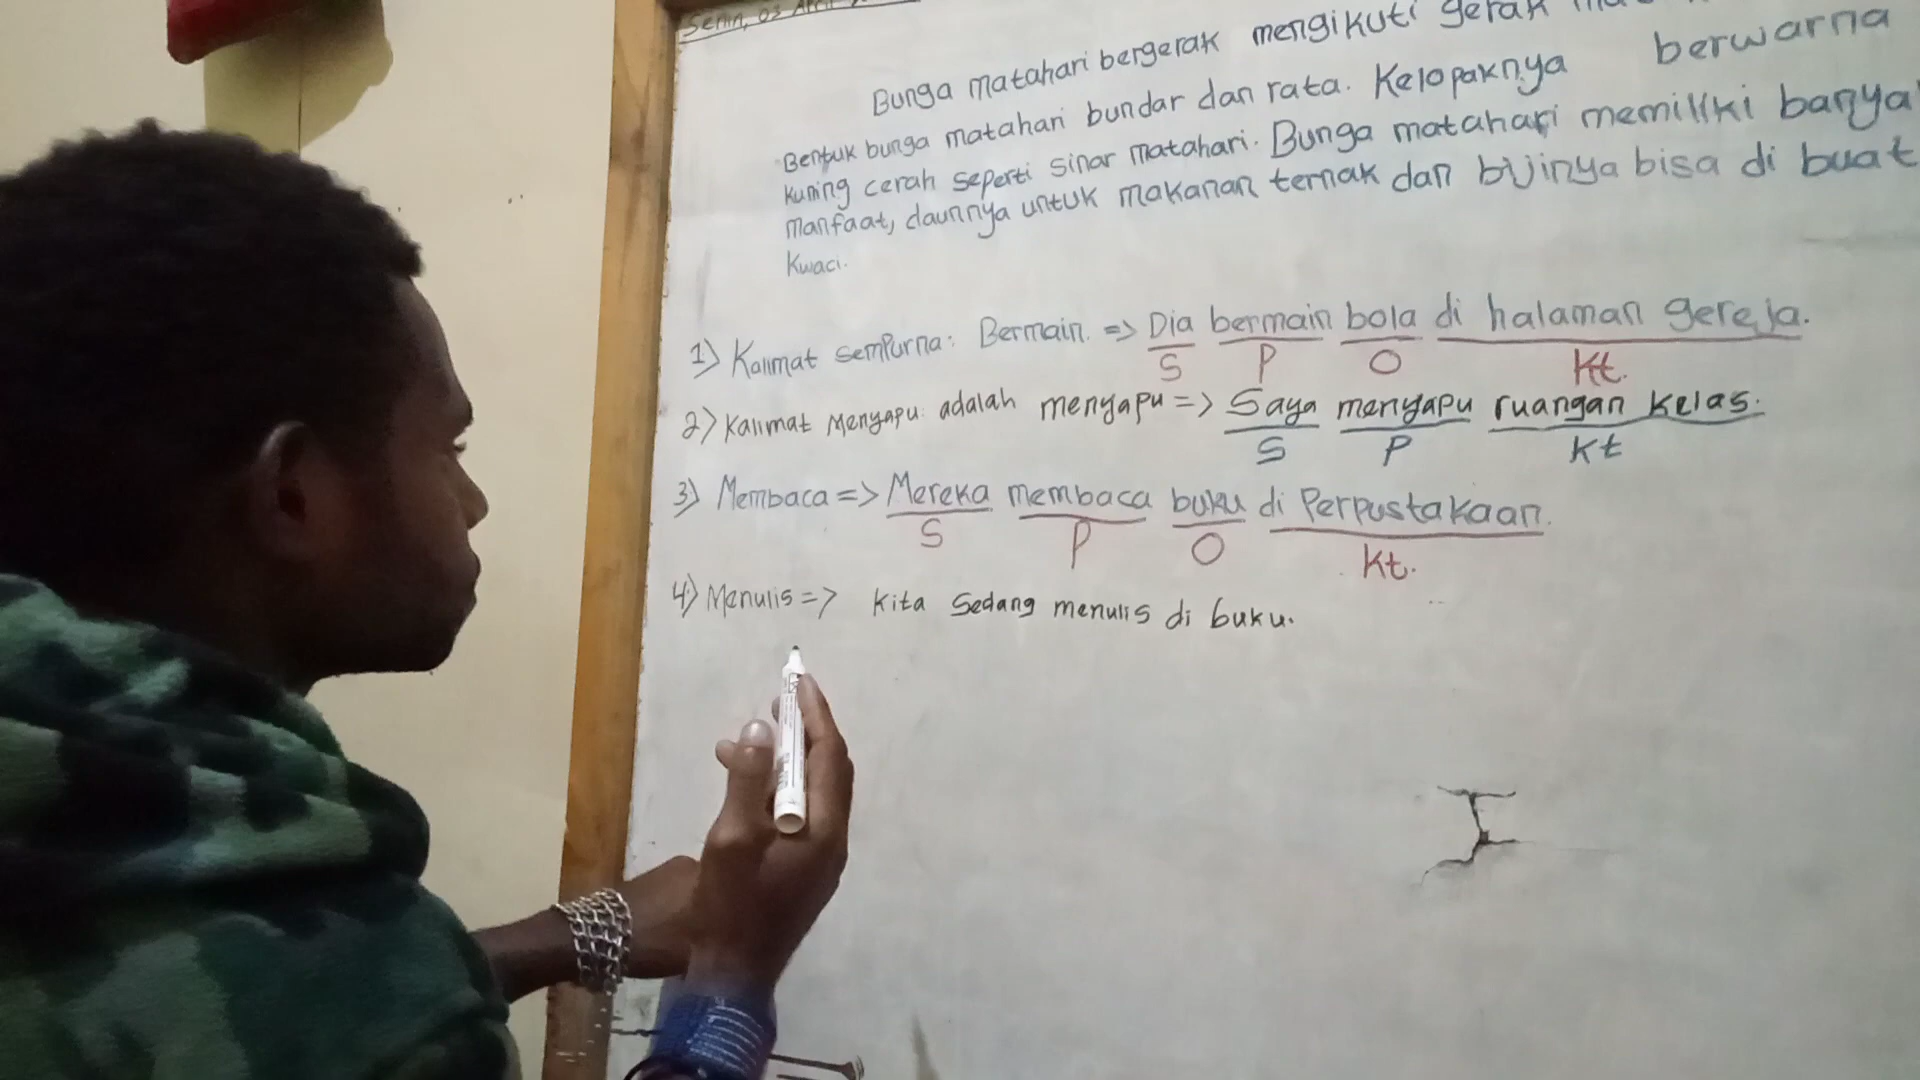 Senin, 03 April
Bunga matahari bergerak mengikuti gerak
Bentuk bunga matahari bundar dan rata. Kelopaknya berwarna
kuning cerah seperti sinar matahari. Bunga matahari memiliki banya
manfaat, daunnya untuk makanan ternak dan bijinya bisa di buat
Kwaci.
1) Kalimat sempurna: Bermain. => Dia bermain bola di halaman gereja.
S P O Kt.
2) Kalimat Menyapu: adalah menyapu => Saya menyapu ruangan kelas.
S P Kt
3) Membaca => Mereka membaca buku di Perpustakaan.
S P O Kt.
4) Menulis => Kita Sedang menulis di buku.